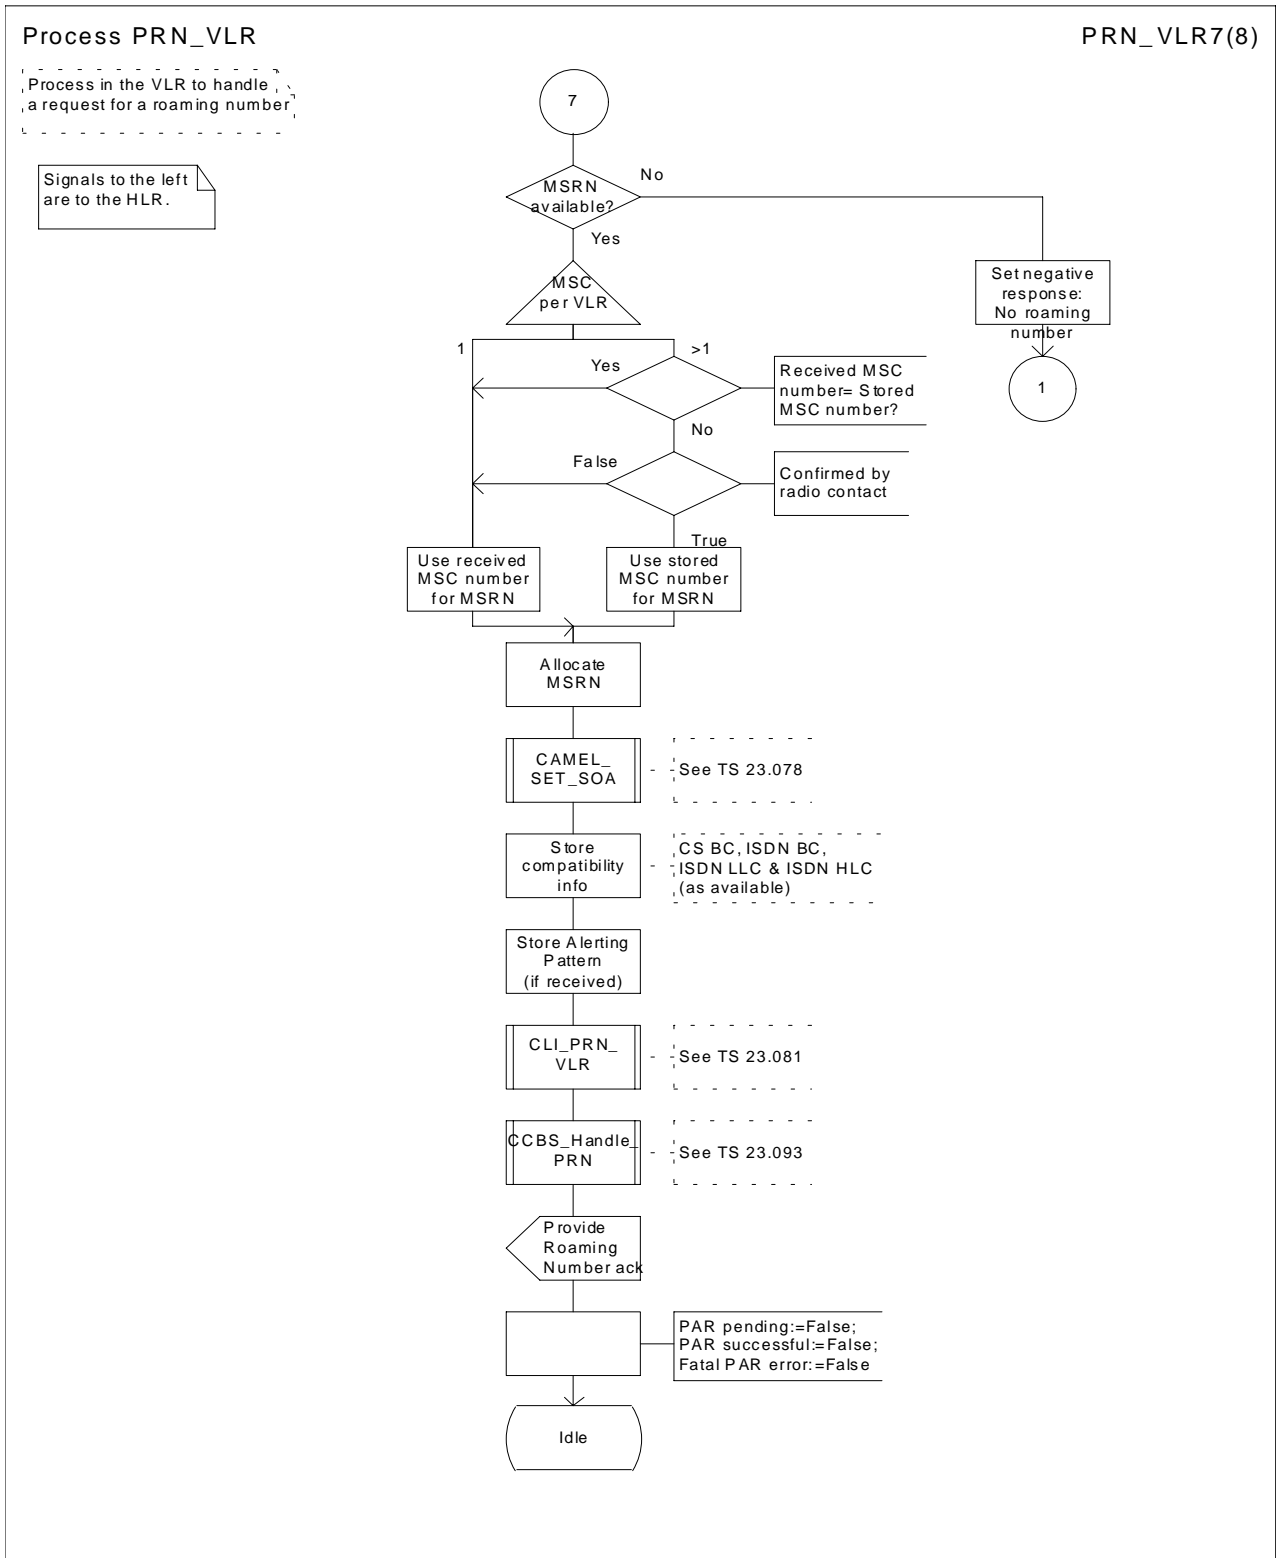 Process PRN_VLR
PRN_VLR7(8)
Process in the VLR to handle
a request for a roaming number
Signals to the left
are to the HLR.
7
MSRN
available?
No
Yes
MSC
per VLR
Set negative
response:
No roaming
number
1
>1
Yes
Received MSC
number= Stored
MSC number?
1
No
False
Confirmed by
radio contact
True
Use received
MSC number
for MSRN
Use stored
MSC number
for MSRN
Allocate
MSRN
CAMEL_
SET_SOA
See TS 23.078
Store
compatibility
info
CS BC, ISDN BC,
ISDN LLC & ISDN HLC
(as available)
Store Alerting
Pattern
(if received)
CLI_PRN_
VLR
See TS 23.081
CCBS_Handle_
PRN
See TS 23.093
Provide
Roaming
Number ack
PAR pending:=False;
PAR successful:=False;
Fatal PAR error:=False
Idle